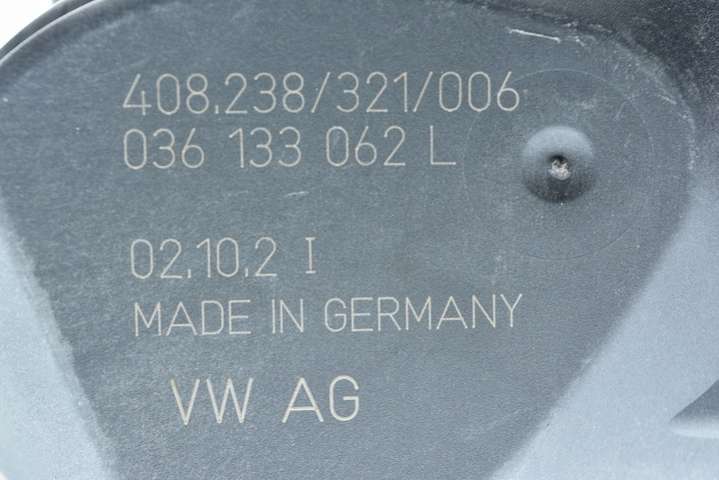 408.238/321/006
036 133 062 L
02.10.2 I
MADE IN GERMANY
VW AG